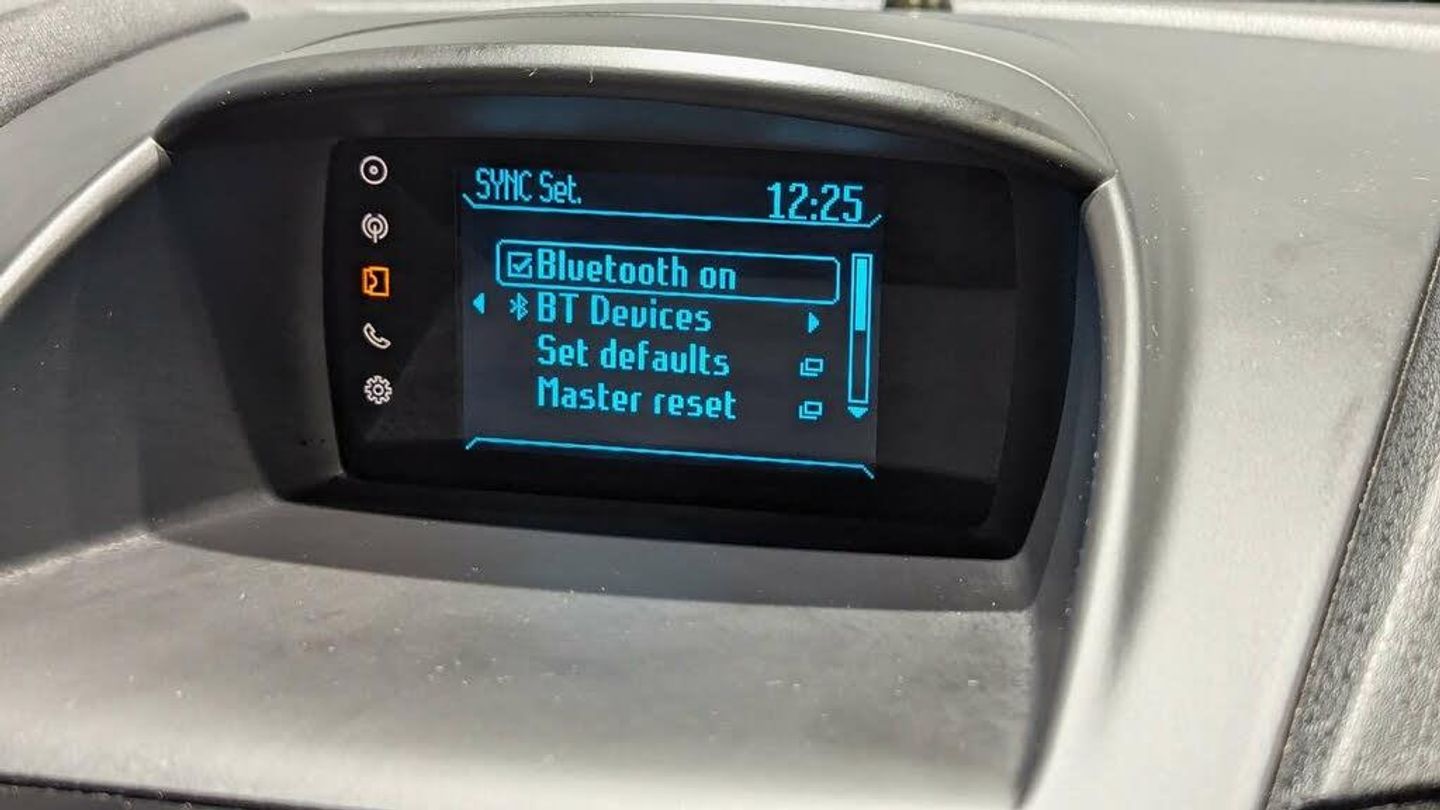 SYNC Set.
12:25
Bluetooth on
BT Devices
Set defaults
Master reset